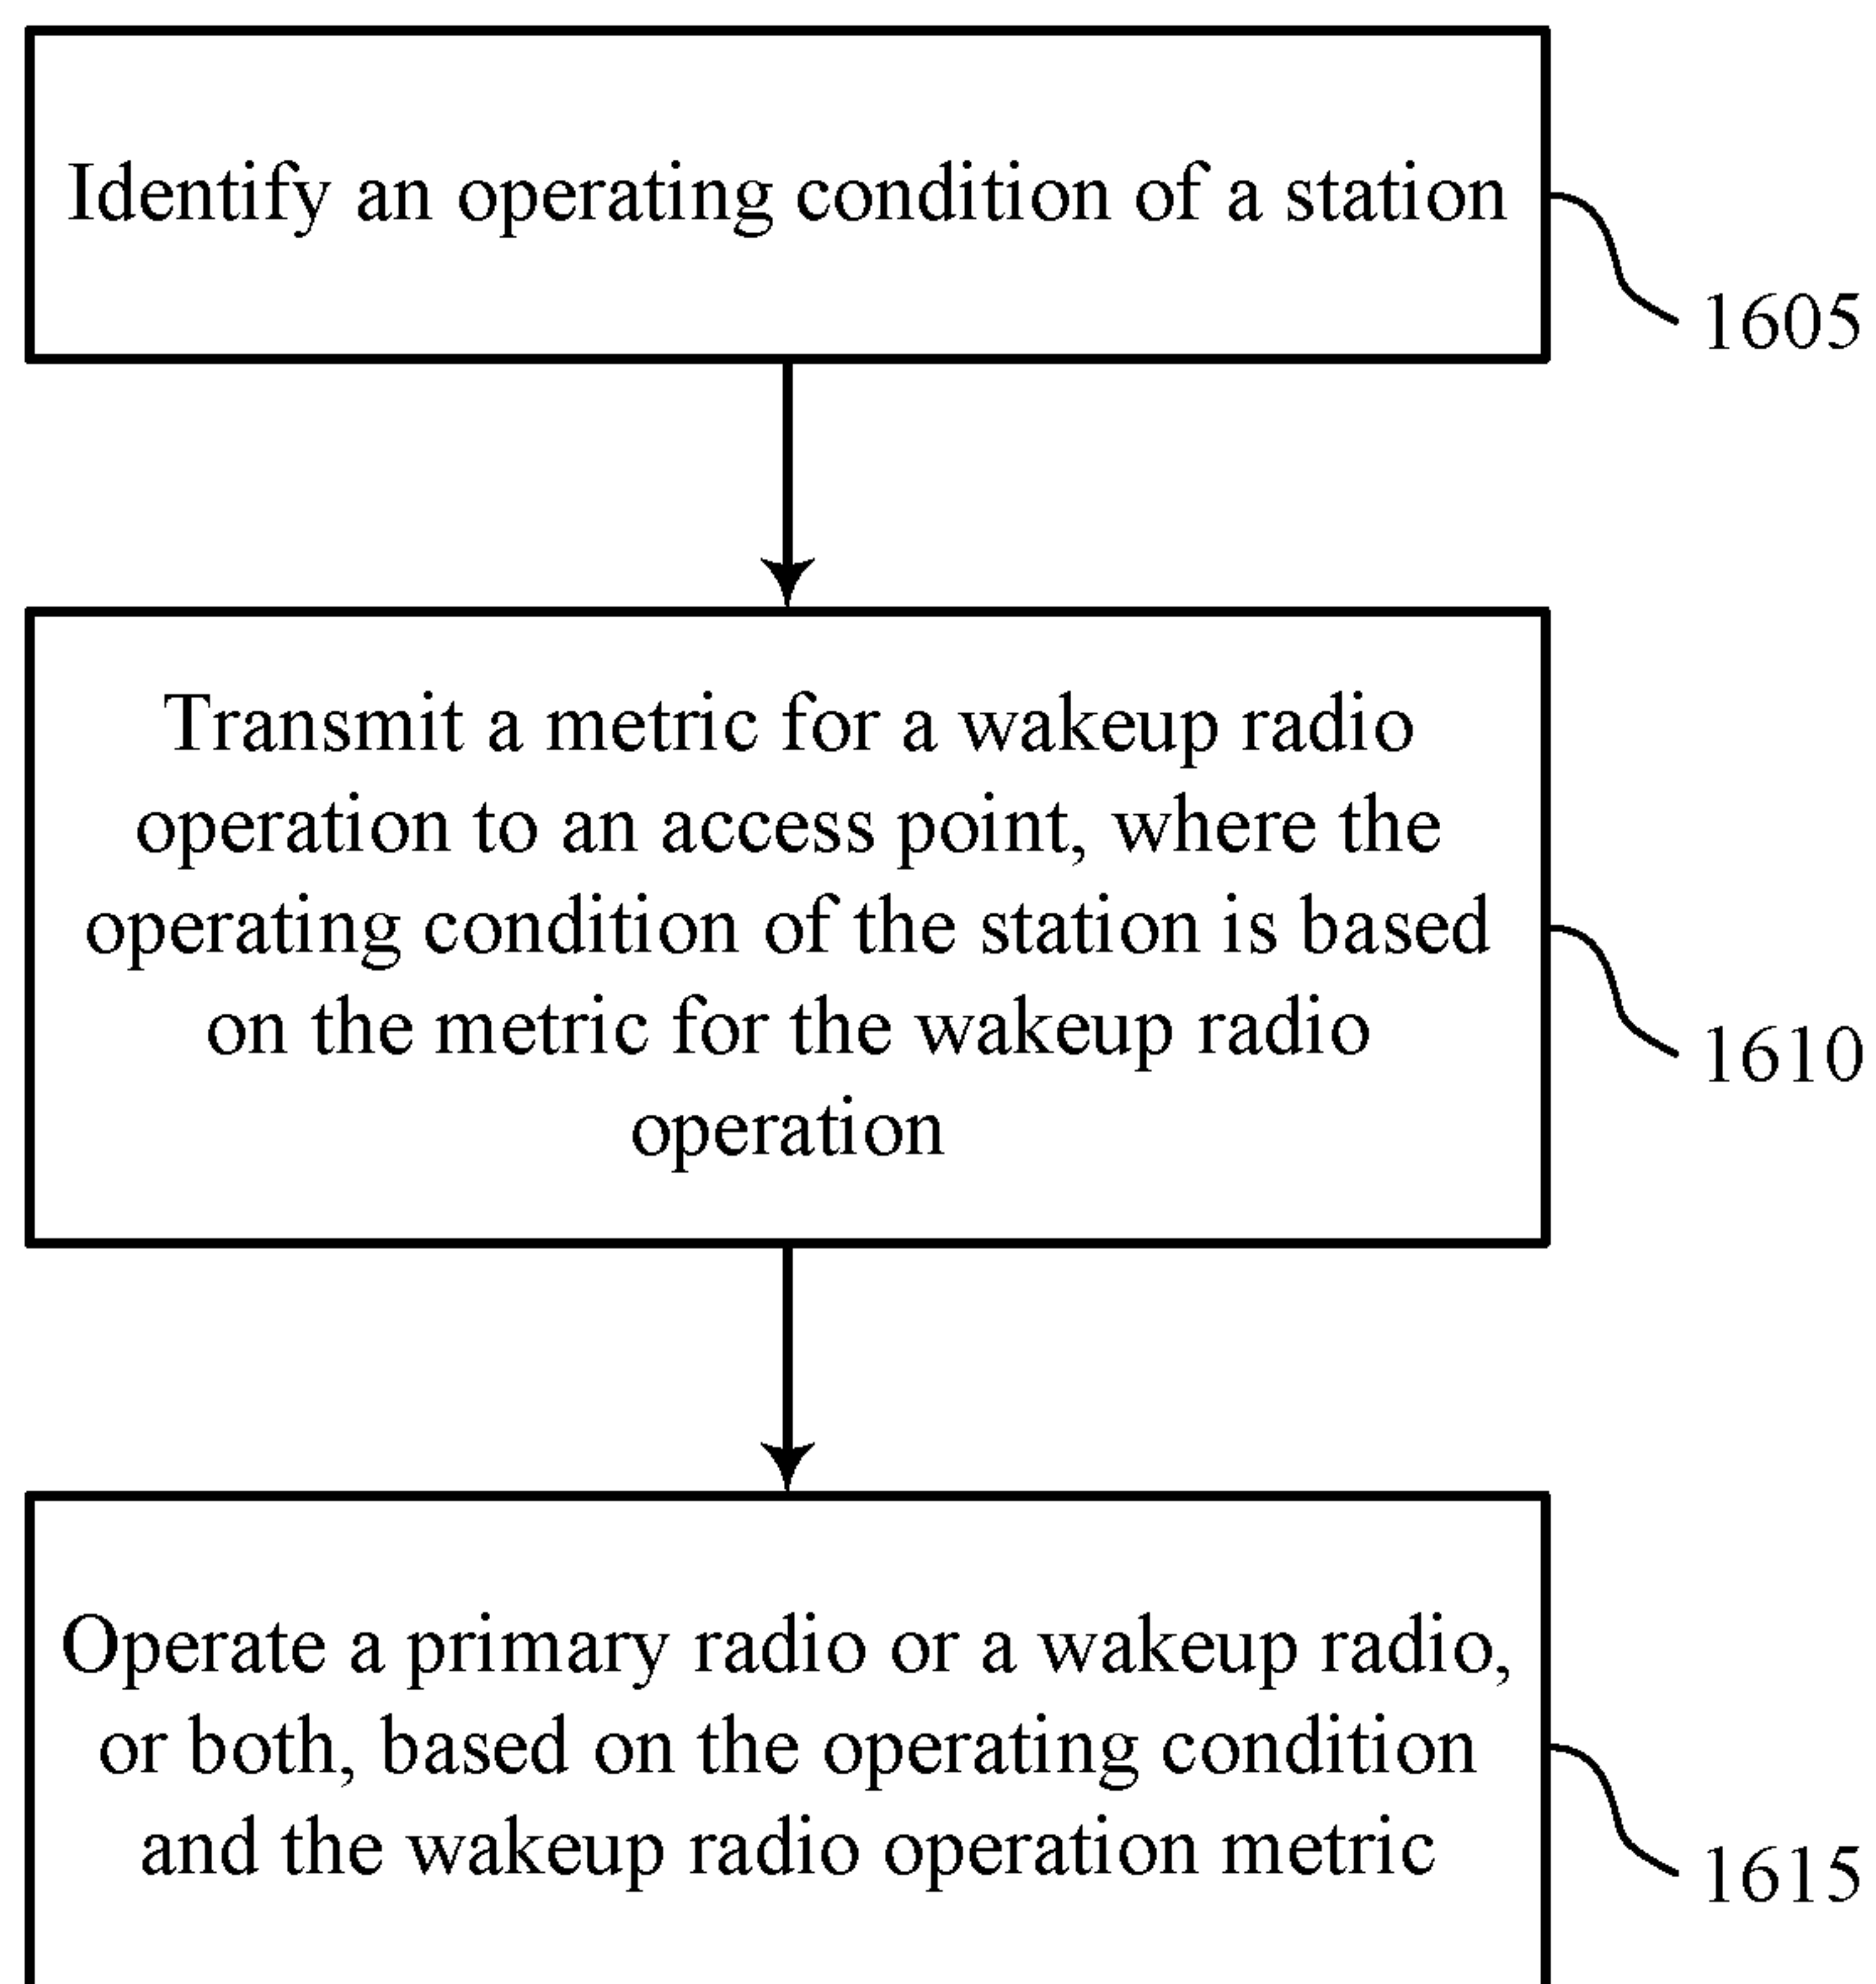 Identify an operating condition of a station
1605
Transmit a metric for a wakeup radio
operation to an access point, where the
operating condition of the station is based
on the metric for the wakeup radio
operation
1610
Operate a primary radio or a wakeup radio,
or both, based on the operating condition
and the wakeup radio operation metric
1615